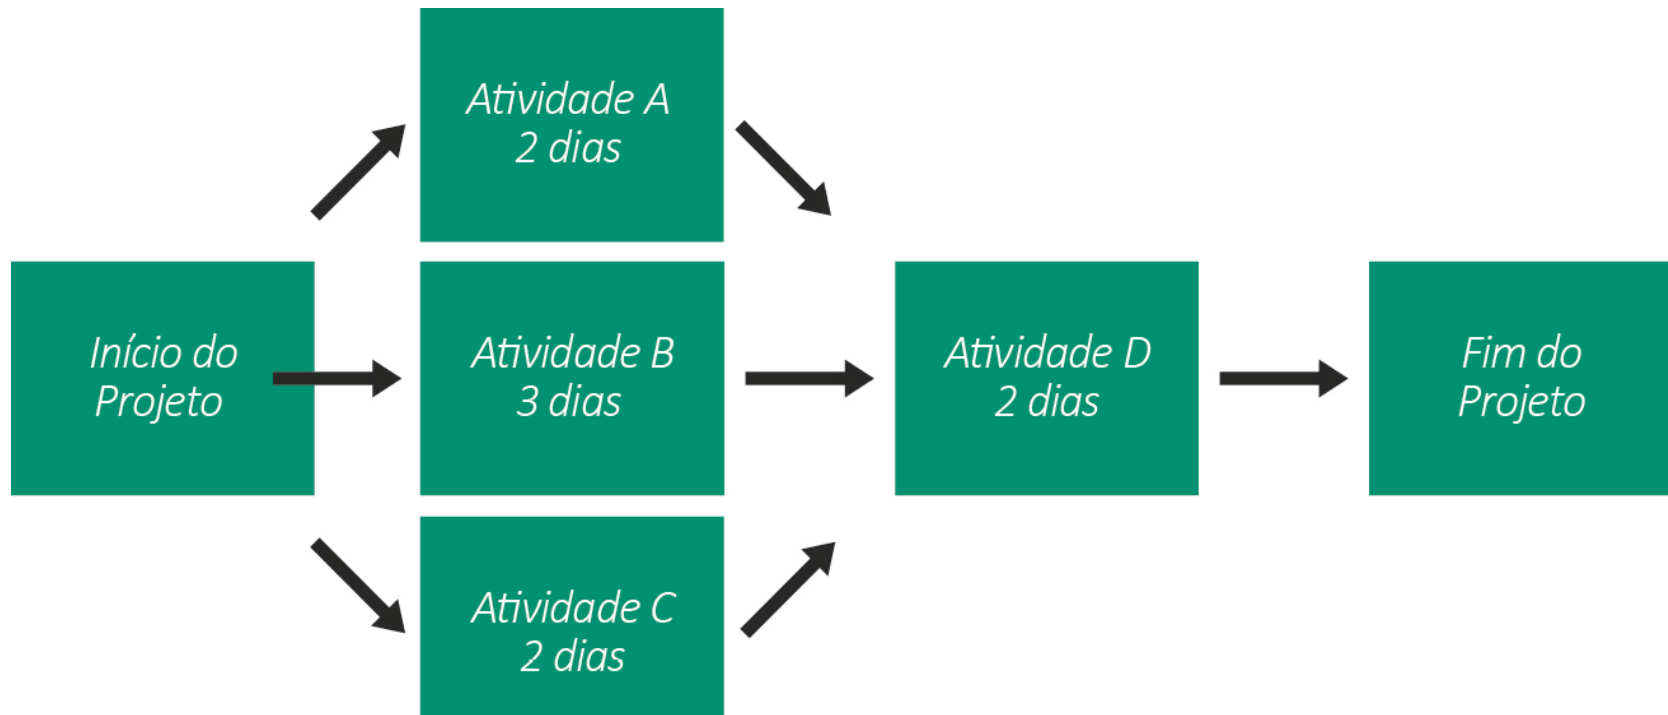 Atividade A
2 dias
Início do
Projeto
Atividade B
3 dias
Atividade D
2 dias
Fim do
Projeto
Atividade C
2 dias